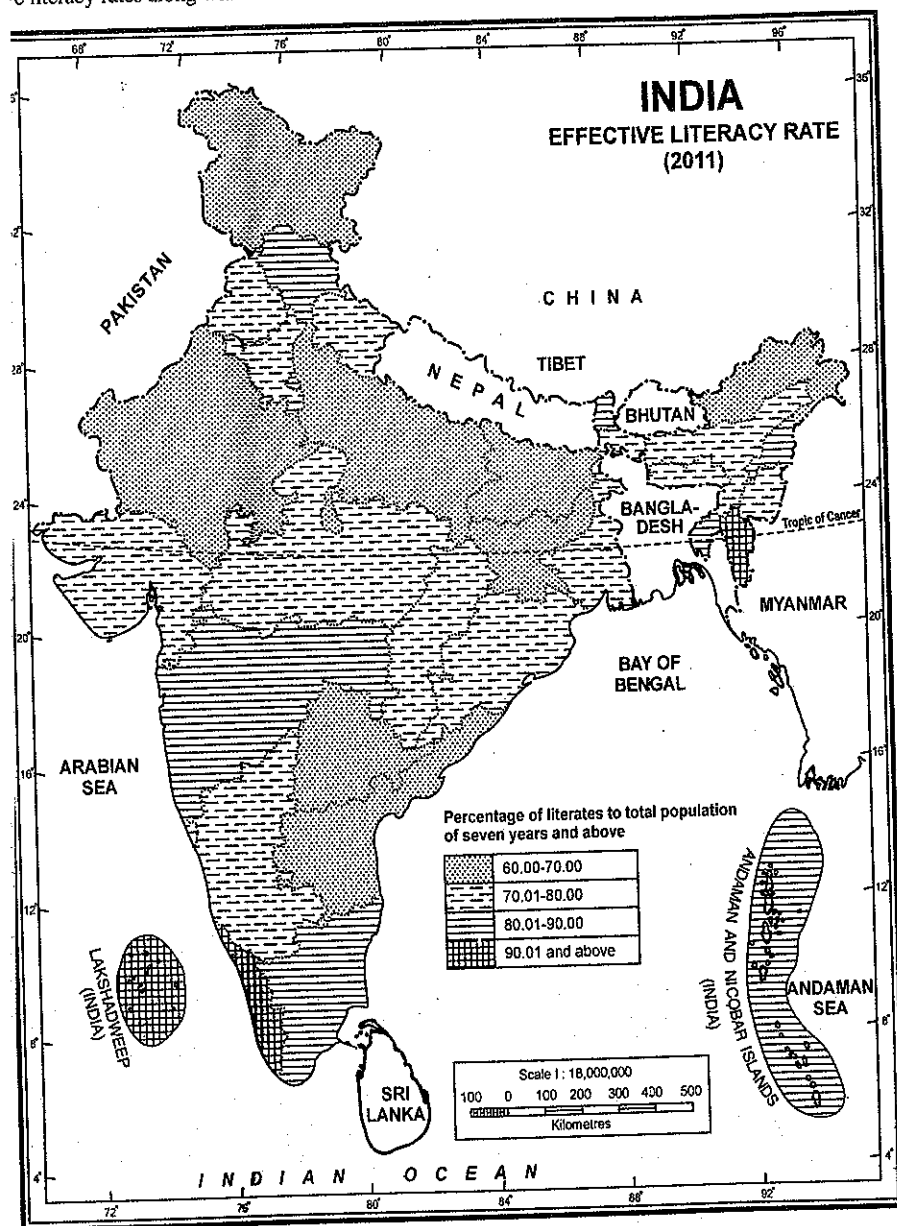 literacy rates along
68° 72° 76° 80° 84° 88° 92° 96°
INDIA
EFFECTIVE LITERACY RATE
(2011)
36°
32°
PAKISTAN
CHINA
TIBET
NEPAL
BHUTAN
28° 28°
24° 24°
BANGLA-
DESH
Tropic of Cancer
MYANMAR
20° 20°
BAY OF
BENGAL
ARABIAN
SEA
16° 16°
Percentage of literates to total population
of seven years and above
60.00-70.00
70.01-80.00
80.01-90.00
90.01 and above
12° 12°
LAKSHADWEEP
(INDIA)
ANDAMAN AND NICOBAR ISLANDS
(INDIA)
ANDAMAN
SEA
8° 8°
SRI
LANKA
Scale I : 18,000,000
100 0 100 200 300 400 500
Kilometres
INDIAN OCEAN
4° 4°
72° 76° 80° 84° 88° 92°